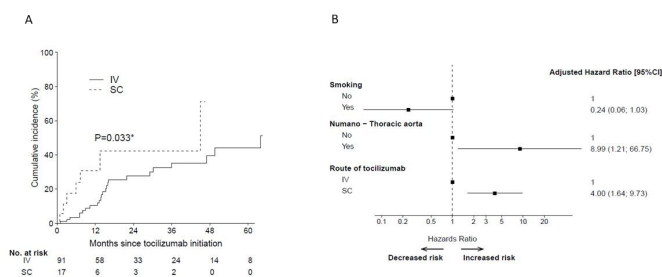 A
100
80
60
40
20
0
Cumulative incidence (%)
IV
SC
P=0.033*
0 12 24 36 48 60
Months since tocilizumab initiation
No. at risk
IV 91 58 33 24 14 8
SC 17 6 3 2 0 0
B
Adjusted Hazard Ratio [95%CI]
Smoking
No 1
Yes 0.24 (0.06; 1.03)
Numano − Thoracic aorta
No 1
Yes 8.99 (1.21; 66.75)
Route of tocilizumab
IV 1
SC 4.00 (1.64; 9.73)
0.1 0.2 0.5 1 2 5 10 20
Hazards Ratio
Decreased risk Increased risk